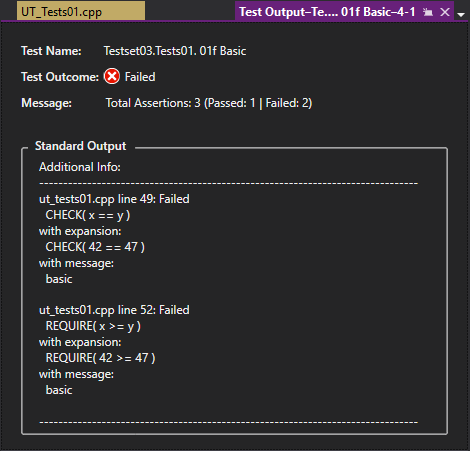 UT_Tests01.cpp
Test Output–Te.... 01f Basic–4-1
Test Name: Testset03.Tests01. 01f Basic
Test Outcome: Failed
Message: Total Assertions: 3 (Passed: 1 | Failed: 2)
Standard Output
Additional Info:
------------------------------------------------------------------------------
ut_tests01.cpp line 49: Failed
CHECK( x == y )
with expansion:
CHECK( 42 == 47 )
with message:
basic
ut_tests01.cpp line 52: Failed
REQUIRE( x >= y )
with expansion:
REQUIRE( 42 >= 47 )
with message:
basic
------------------------------------------------------------------------------